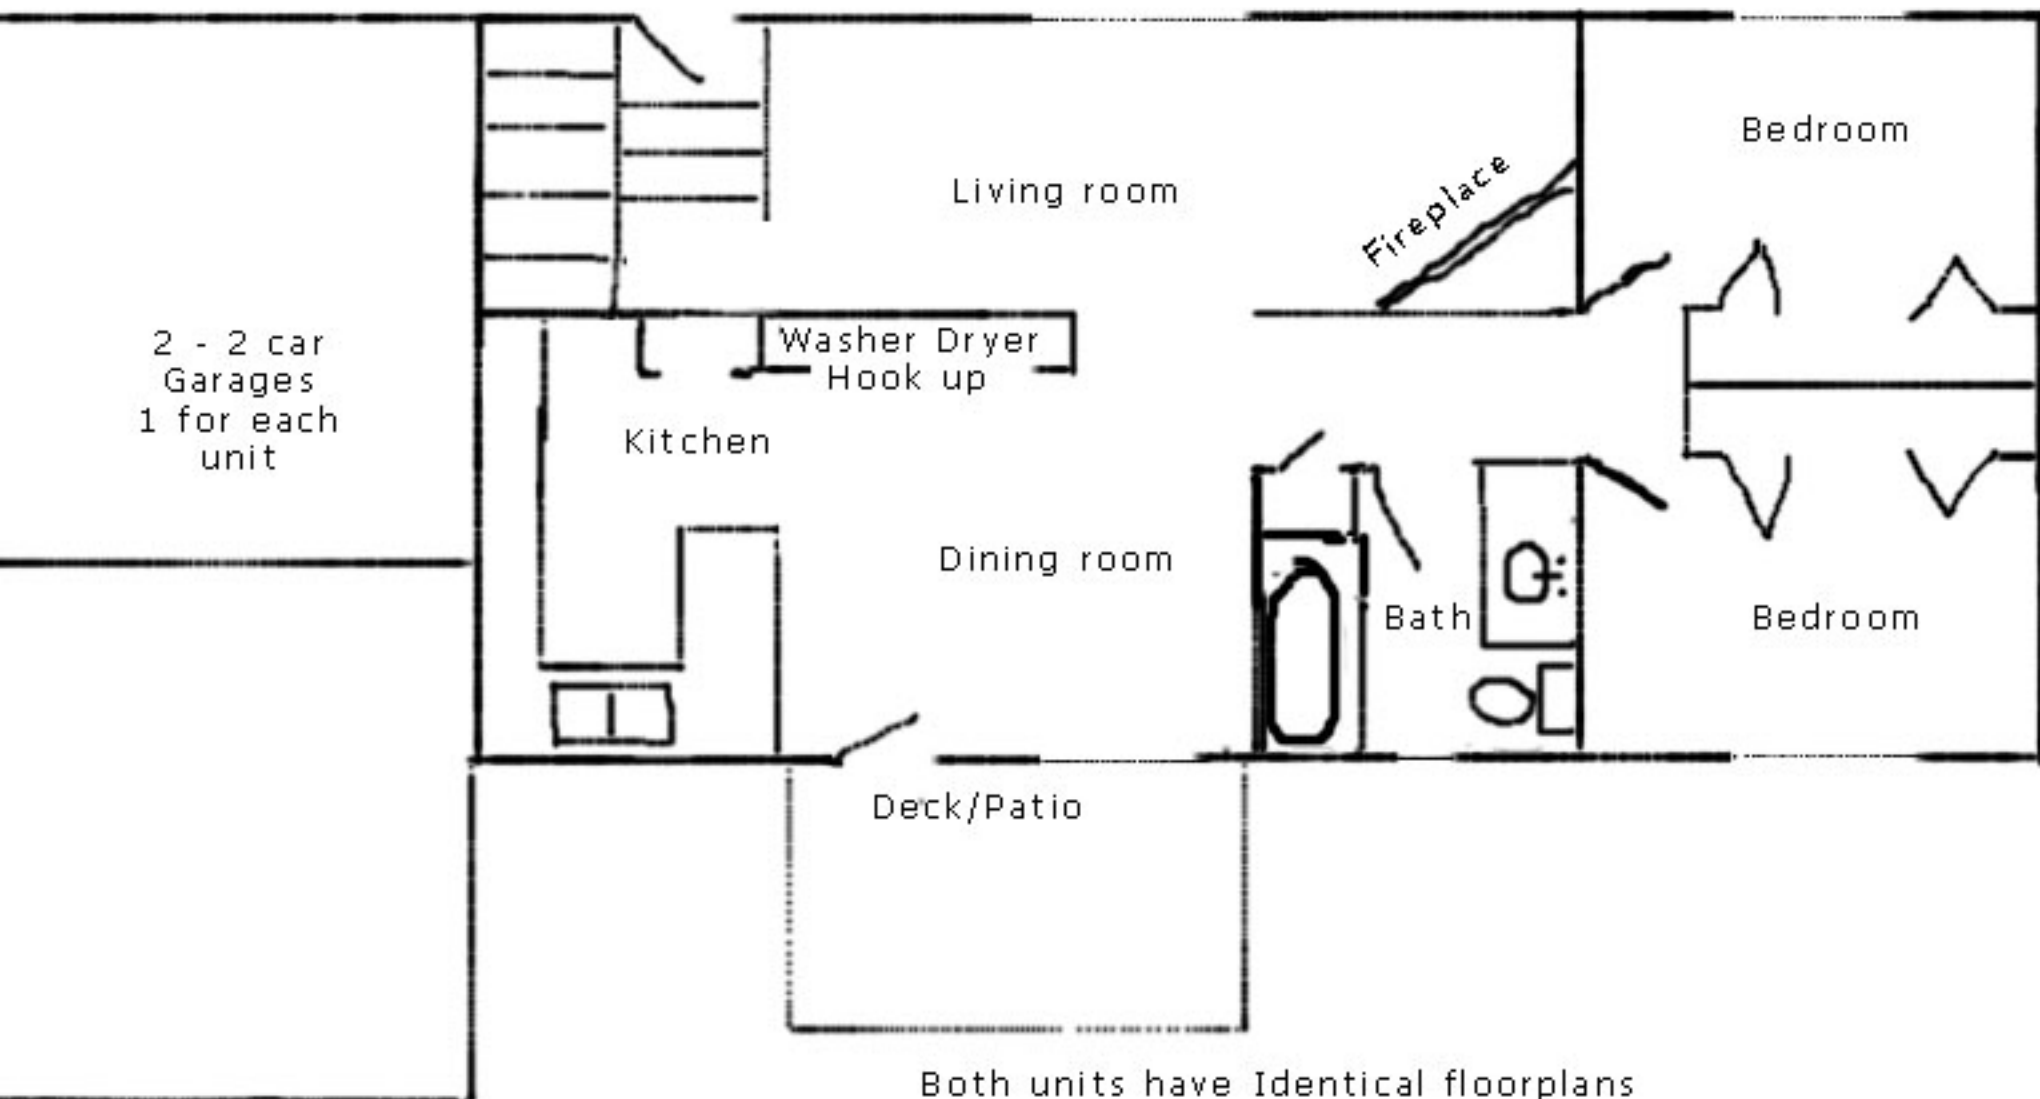 Bedroom
Living room
Fireplace
2 - 2 car
Garages
1 for each
unit
Washer Dryer
Hook up
Kitchen
Dining room
Bath
Bedroom
Deck/Patio
Both units have Identical floorplans